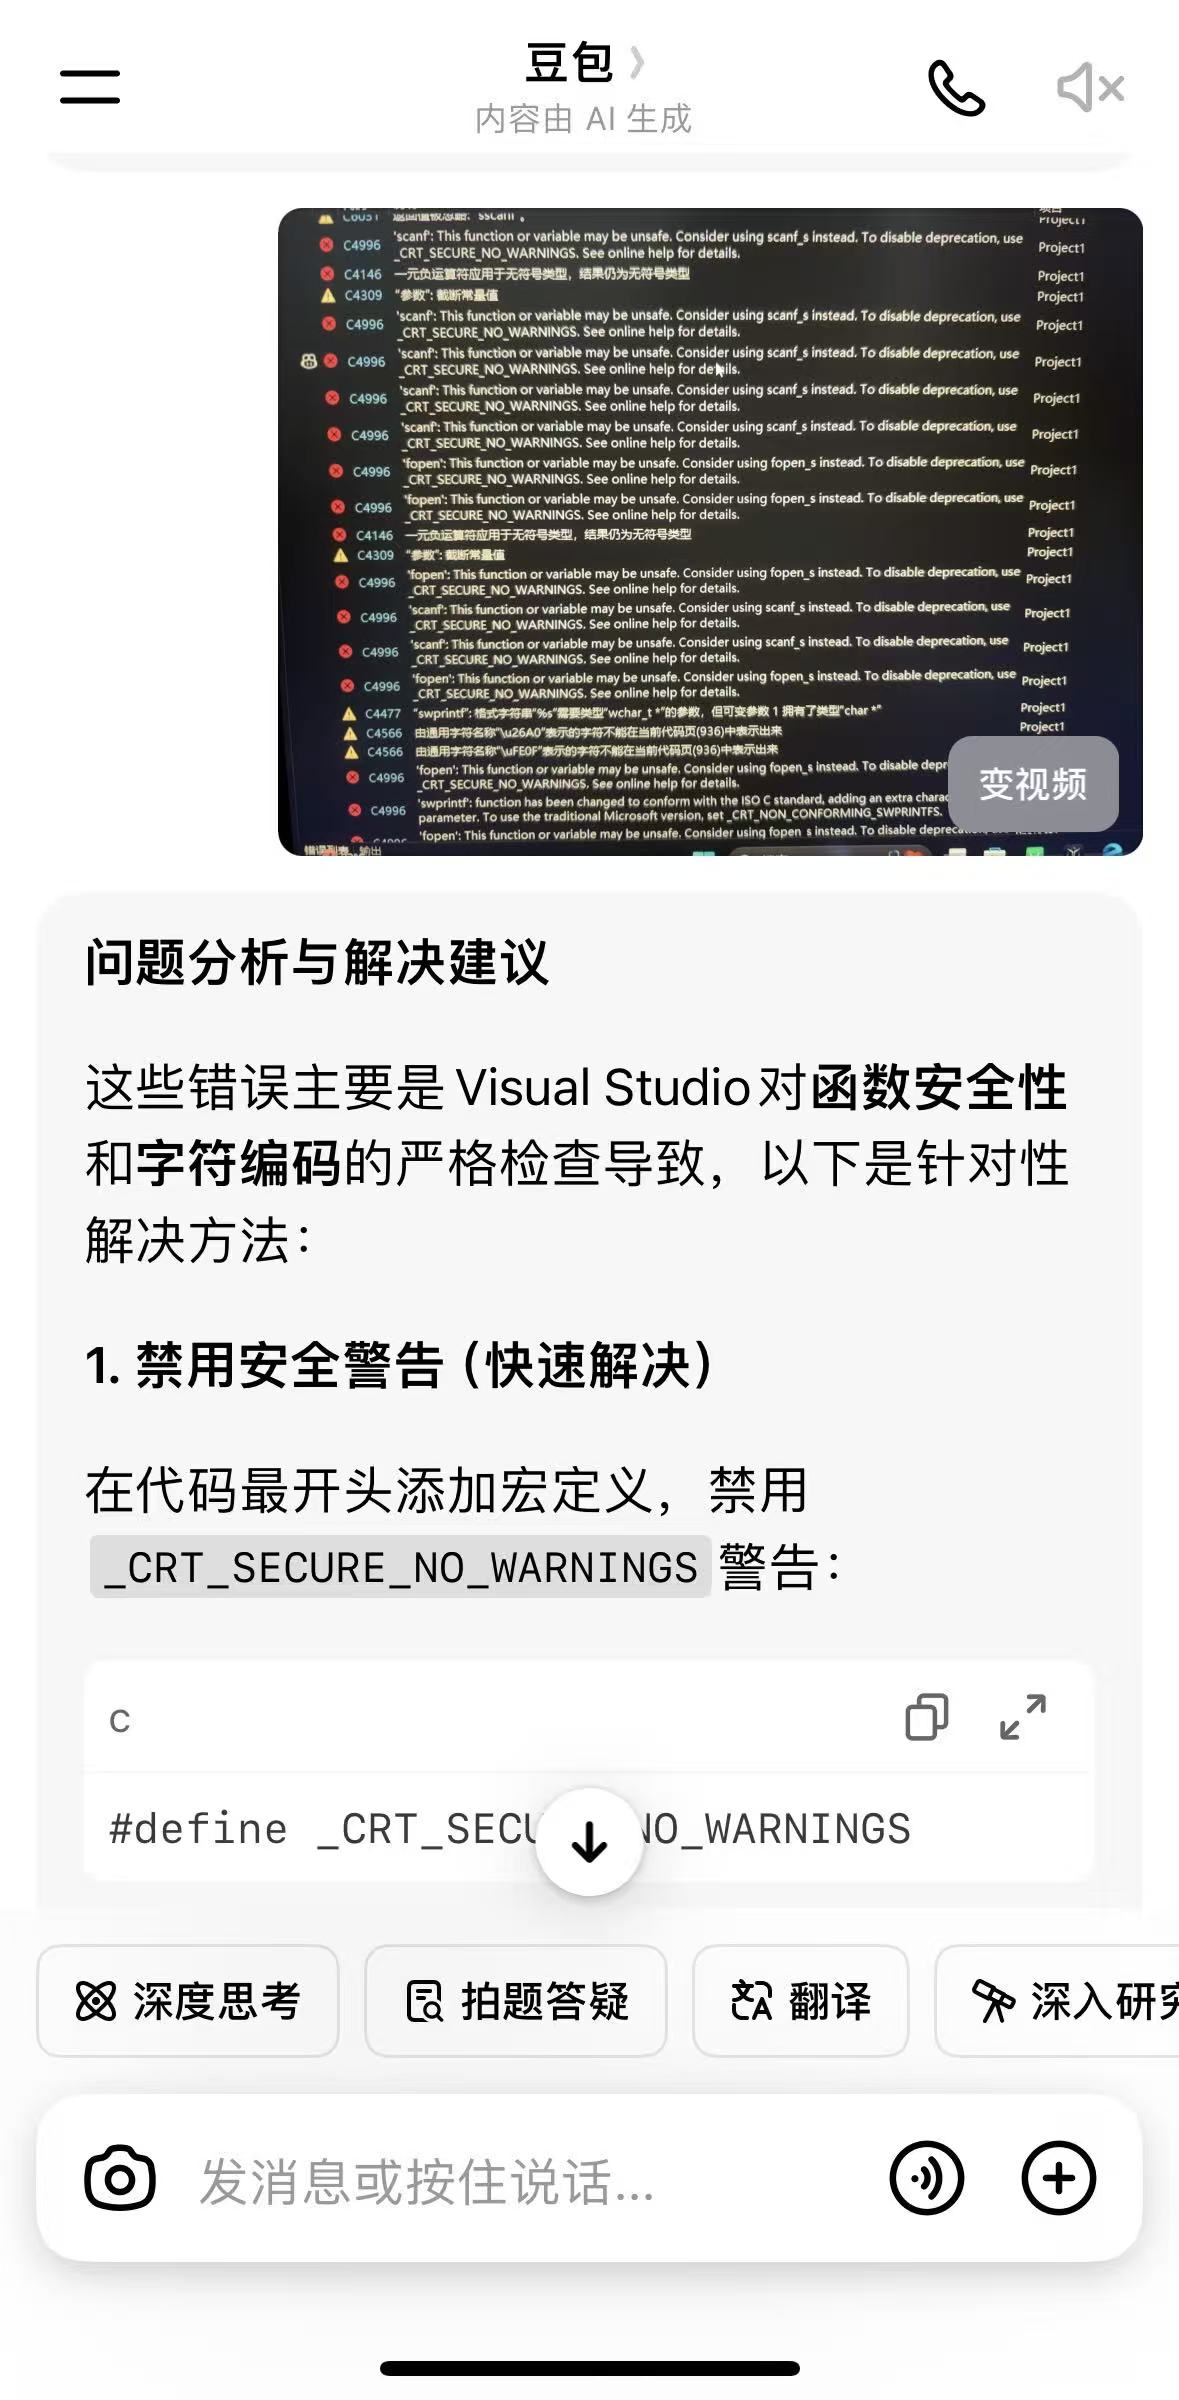 豆包
内容由 AI 生成
项目
C6031 返回值被忽略: "sscanf"。 Project1
C4996 'scanf': This function or variable may be unsafe. Consider using scanf_s instead. To disable deprecation, use Project1
_CRT_SECURE_NO_WARNINGS. See online help for details.
C4146 一元负运算符应用于无符号类型，结果仍为无符号类型 Project1
C4309 "参数": 截断常量值 Project1
C4996 'scanf': This function or variable may be unsafe. Consider using scanf_s instead. To disable deprecation, use Project1
_CRT_SECURE_NO_WARNINGS. See online help for details.
C4996 'scanf': This function or variable may be unsafe. Consider using scanf_s instead. To disable deprecation, use Project1
_CRT_SECURE_NO_WARNINGS. See online help for details.
C4996 'scanf': This function or variable may be unsafe. Consider using scanf_s instead. To disable deprecation, use Project1
_CRT_SECURE_NO_WARNINGS. See online help for details.
C4996 'scanf': This function or variable may be unsafe. Consider using scanf_s instead. To disable deprecation, use Project1
_CRT_SECURE_NO_WARNINGS. See online help for details.
C4996 'fopen': This function or variable may be unsafe. Consider using fopen_s instead. To disable deprecation, use Project1
_CRT_SECURE_NO_WARNINGS. See online help for details.
C4996 'fopen': This function or variable may be unsafe. Consider using fopen_s instead. To disable deprecation, use Project1
_CRT_SECURE_NO_WARNINGS. See online help for details.
C4146 一元负运算符应用于无符号类型，结果仍为无符号类型 Project1
C4309 "参数": 截断常量值 Project1
C4996 'fopen': This function or variable may be unsafe. Consider using fopen_s instead. To disable deprecation, use Project1
_CRT_SECURE_NO_WARNINGS. See online help for details.
C4996 'scanf': This function or variable may be unsafe. Consider using scanf_s instead. To disable deprecation, use Project1
_CRT_SECURE_NO_WARNINGS. See online help for details.
C4996 'scanf': This function or variable may be unsafe. Consider using scanf_s instead. To disable deprecation, use Project1
_CRT_SECURE_NO_WARNINGS. See online help for details.
C4996 'fopen': This function or variable may be unsafe. Consider using fopen_s instead. To disable deprecation, use Project1
_CRT_SECURE_NO_WARNINGS. See online help for details.
C4477 "swprintf": 格式字符串"%s"需要类型"wchar_t *"的参数，但可变参数 1 拥有了类型"char *" Project1
C4566 由通用字符名称"\u26A0"表示的字符不能在当前代码页(936)中表示出来 Project1
C4566 由通用字符名称"\uFE0F"表示的字符不能在当前代码页(936)中表示出来
C4996 'fopen': This function or variable may be unsafe. Consider using fopen_s instead. To disable depr
_CRT_SECURE_NO_WARNINGS. See online help for details.
C4996 'swprintf': function has been changed to conform with the ISO C standard, adding an extra charac
parameter. To use the traditional Microsoft version, set _CRT_NON_CONFORMING_SWPRINTFS.
C4996 'fopen': This function or variable may be unsafe. Consider using fopen_s instead. To disable
错误列表 输出
变视频
问题分析与解决建议
这些错误主要是 Visual Studio 对函数安全性
和字符编码的严格检查导致，以下是针对性
解决方法：
1. 禁用安全警告（快速解决）
在代码最开头添加宏定义，禁用
_CRT_SECURE_NO_WARNINGS 警告：
c
#define _CRT_SECU NO_WARNINGS
深度思考 拍题答疑 翻译 深入研究
发消息或按住说话...